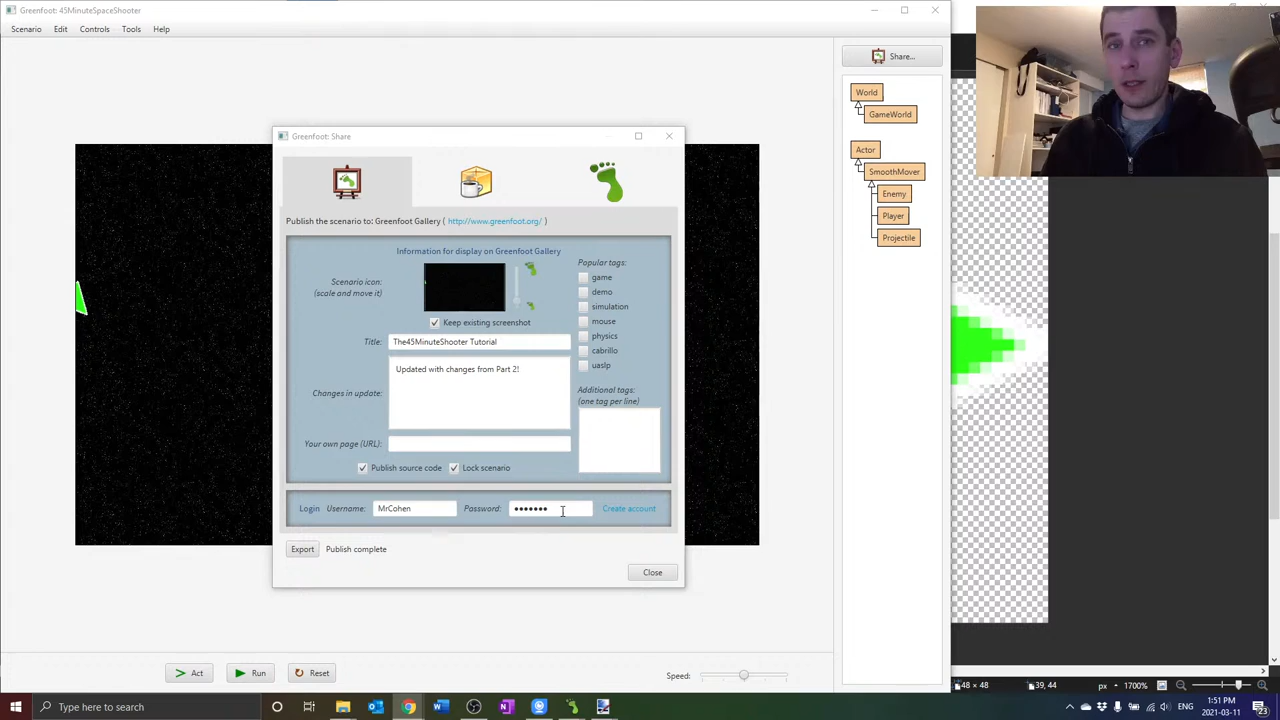 Greenfoot: 45MinuteSpaceShooter
Scenario Edit Controls Tools Help
Share...
World
GameWorld
Actor
SmoothMover
Enemy
Player
Projectile
Greenfoot: Share
Publish the scenario to: Greenfoot Gallery ( http://www.greenfoot.org/ )
Information for display on Greenfoot Gallery
Scenario icon:
(scale and move it)
Keep existing screenshot
Title: The45MinuteShooter Tutorial
Changes in update: Updated with changes from Part 2!
Your own page (URL):
Publish source code Lock scenario
Popular tags:
game
demo
simulation
mouse
physics
cabrillo
uaslp
Additional tags:
(one tag per line)
Login Username: MrCohen Password: ••••••• Create account
Export Publish complete
Close
> Act Run Reset Speed:
48 × 48 39, 44 px 1700%
Type here to search
ENG
1:51 PM
2021-03-11
23